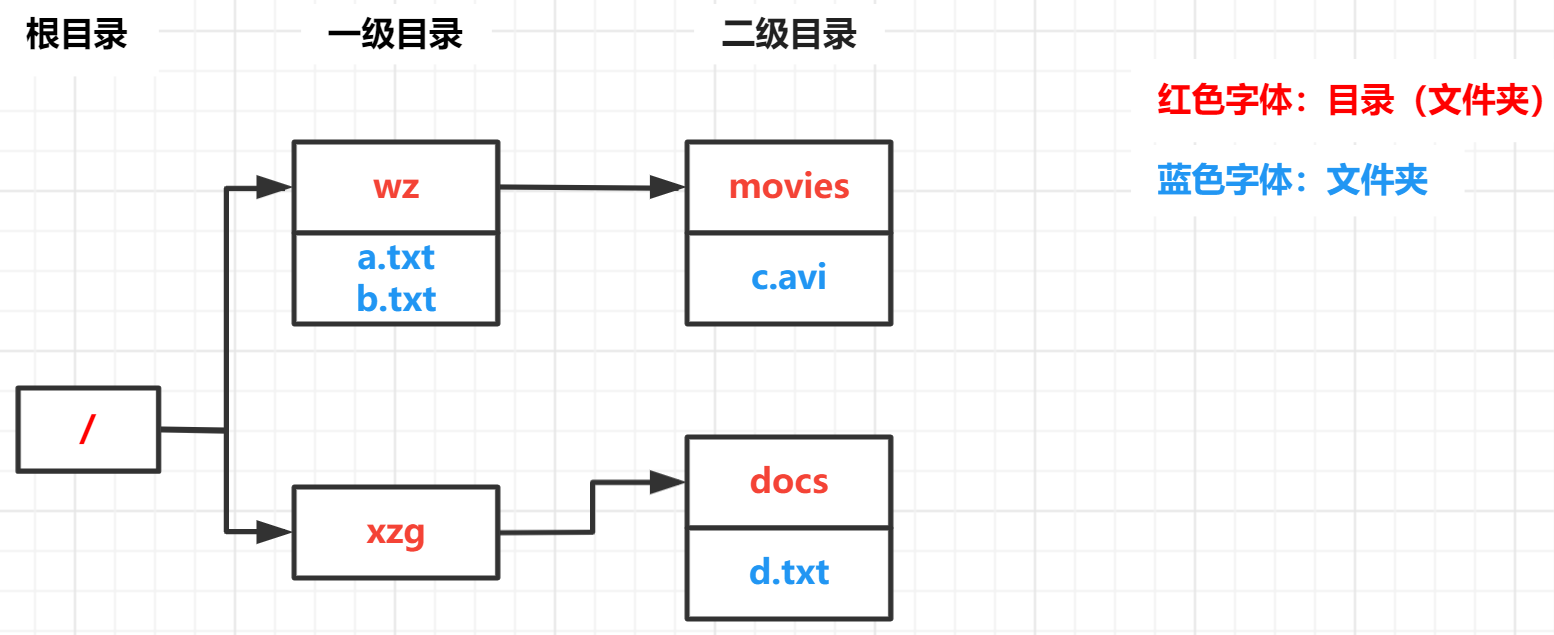 根目录
一级目录
二级目录
红色字体：目录（文件夹）
蓝色字体：文件夹
wz
a.txt
b.txt
movies
c.avi
/
xzg
docs
d.txt